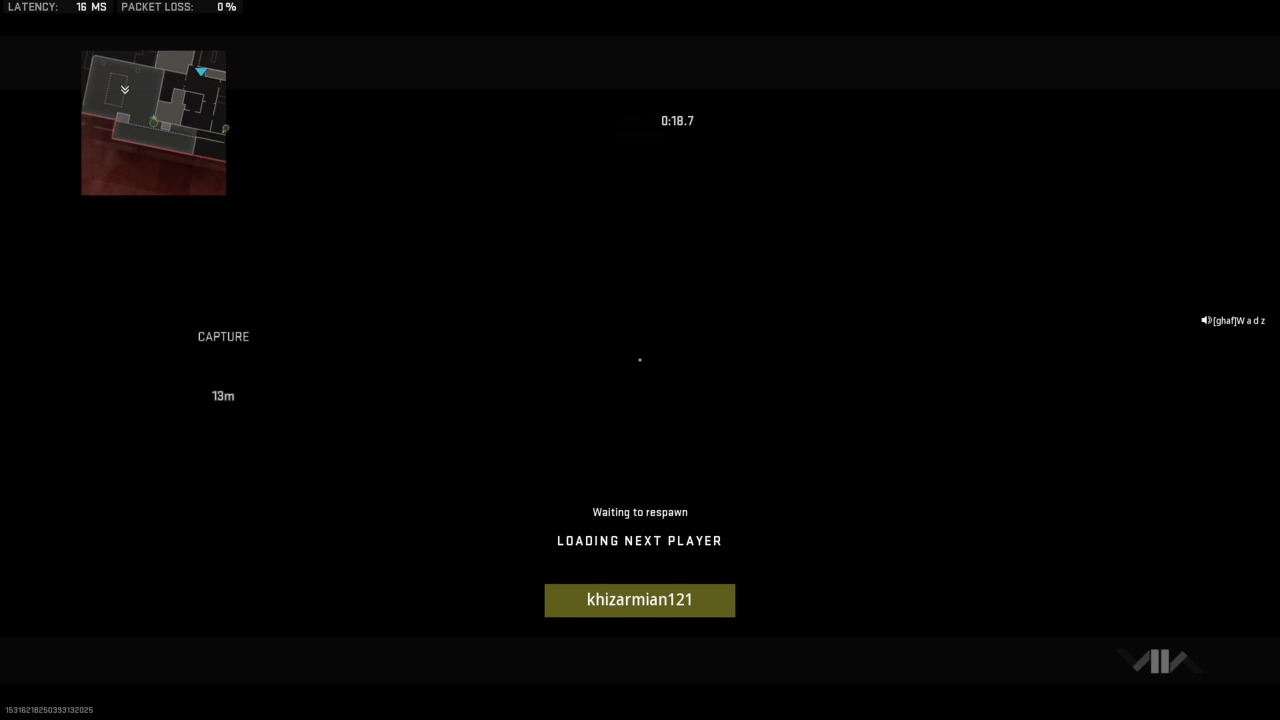 LATENCY: 16 MS PACKET LOSS: 0 %
0:18.7
[ghaf]W a d z
CAPTURE
13m
Waiting to respawn
LOADING NEXT PLAYER
khizarmian121
15316218250393132025